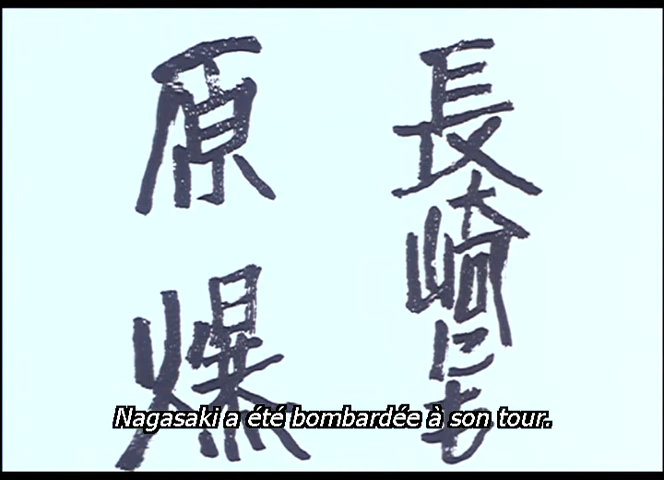 長崎にも
原爆
Nagasaki a été bombardée à son tour.